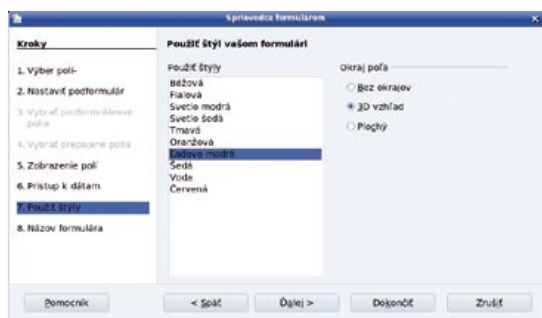 Sprievodca formulárom
Kroky
1. Výber polí-
2. Nastaviť podformulár
3. Vybrať podformulárové
polia
4. Vybrať prepojené polia
5. Zobrazenie polí
6. Prístup k dátam
7. Použiť štýly
8. Názov formulára
Použiť štýl vašom formulári
Použiť štýly
Béžová
Fialová
Svetlo modrá
Svetlo šedá
Tmavá
Oranžová
Ľadovo modrá
Šedá
Voda
Červená
Okraj poľa
Bez okrajov
3D vzhľad
Plochý
Pomocník
< Späť
Ďalej >
Dokončiť
Zrušiť